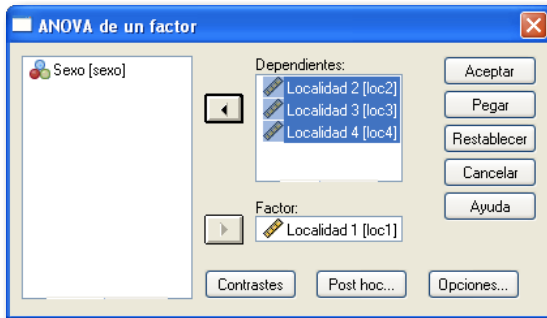 ANOVA de un factor
Sexo [sexo]
Dependientes:
Localidad 2 [loc2]
Localidad 3 [loc3]
Localidad 4 [loc4]
Factor:
Localidad 1 [loc1]
Aceptar
Pegar
Restablecer
Cancelar
Ayuda
Contrastes
Post hoc...
Opciones...